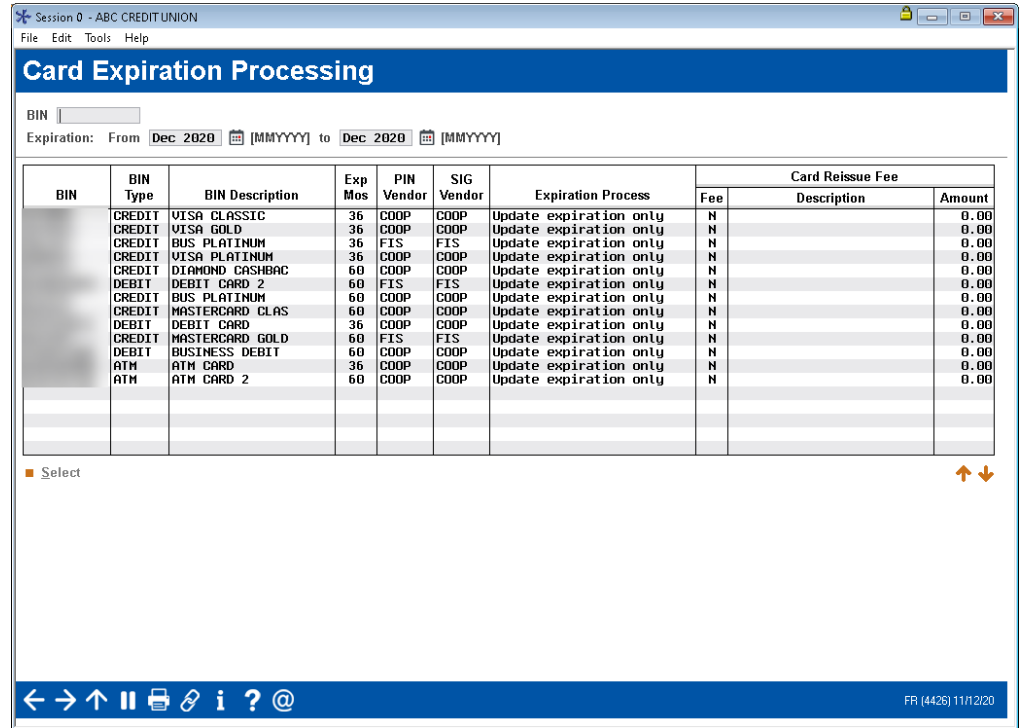 Session 0 - ABC CREDIT UNION
File Edit Tools Help
Card Expiration Processing
BIN
Expiration: From Dec 2020 [MMYYYY] to Dec 2020 [MMYYYY]
BIN BIN Type BIN Description Exp Mos PIN Vendor SIG Vendor Expiration Process Card Reissue Fee
Fee Description Amount
CREDIT VISA CLASSIC 36 COOP COOP Update expiration only N 0.00
CREDIT VISA GOLD 36 COOP COOP Update expiration only N 0.00
CREDIT BUS PLATINUM 36 FIS FIS Update expiration only N 0.00
CREDIT VISA PLATINUM 36 COOP COOP Update expiration only N 0.00
CREDIT DIAMOND CASHBAC 60 COOP COOP Update expiration only N 0.00
DEBIT DEBIT CARD 2 60 FIS FIS Update expiration only N 0.00
CREDIT BUS PLATINUM 60 COOP COOP Update expiration only N 0.00
CREDIT MASTERCARD CLAS 60 COOP COOP Update expiration only N 0.00
DEBIT DEBIT CARD 36 COOP COOP Update expiration only N 0.00
CREDIT MASTERCARD GOLD 60 FIS FIS Update expiration only N 0.00
DEBIT BUSINESS DEBIT 60 COOP COOP Update expiration only N 0.00
ATM ATM CARD 36 COOP COOP Update expiration only N 0.00
ATM ATM CARD 2 60 COOP COOP Update expiration only N 0.00
Select
FR (4426) 11/12/20